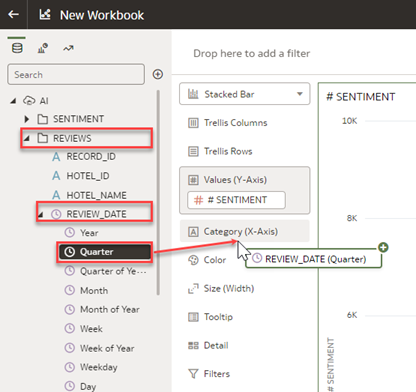 New Workbook
Drop here to add a filter
Search
AI
SENTIMENT
REVIEWS
RECORD_ID
HOTEL_ID
HOTEL_NAME
REVIEW_DATE
Year
Quarter
Quarter of Ye...
Month
Month of Year
Week
Week of Year
Weekday
Day
Stacked Bar
Trellis Columns
Trellis Rows
Values (Y-Axis)
# # SENTIMENT
Category (X-Axis)
REVIEW_DATE (Quarter)
Color
Size (Width)
Tooltip
Detail
Filters
# SENTIMENT
10K
8K
6K
# SENTIMENT